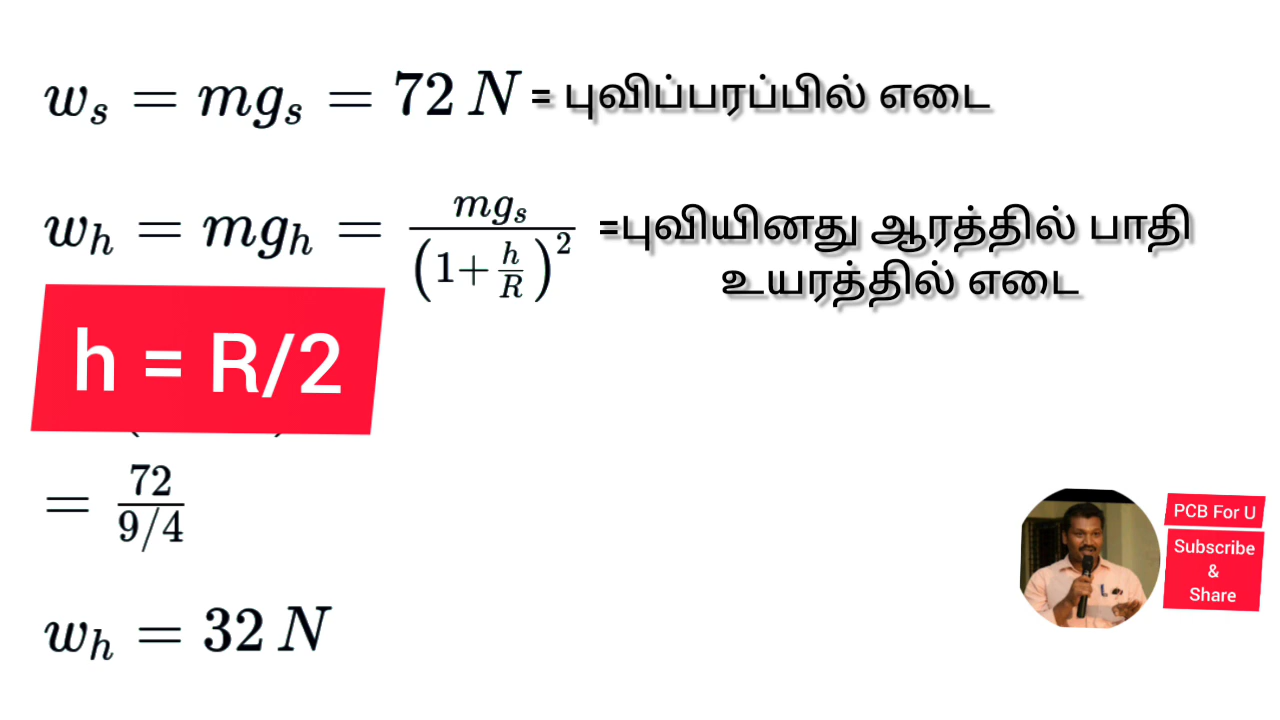 w_s = mg_s = 72 N = புவிப்பரப்பில் எடை
w_h = mg_h = mg_s / (1 + h/R)^2 =புவியினது ஆரத்தில் பாதி
உயரத்தில் எடை
h = R/2
= 72 / 9/4
w_h = 32 N
PCB For U
Subscribe
&
Share